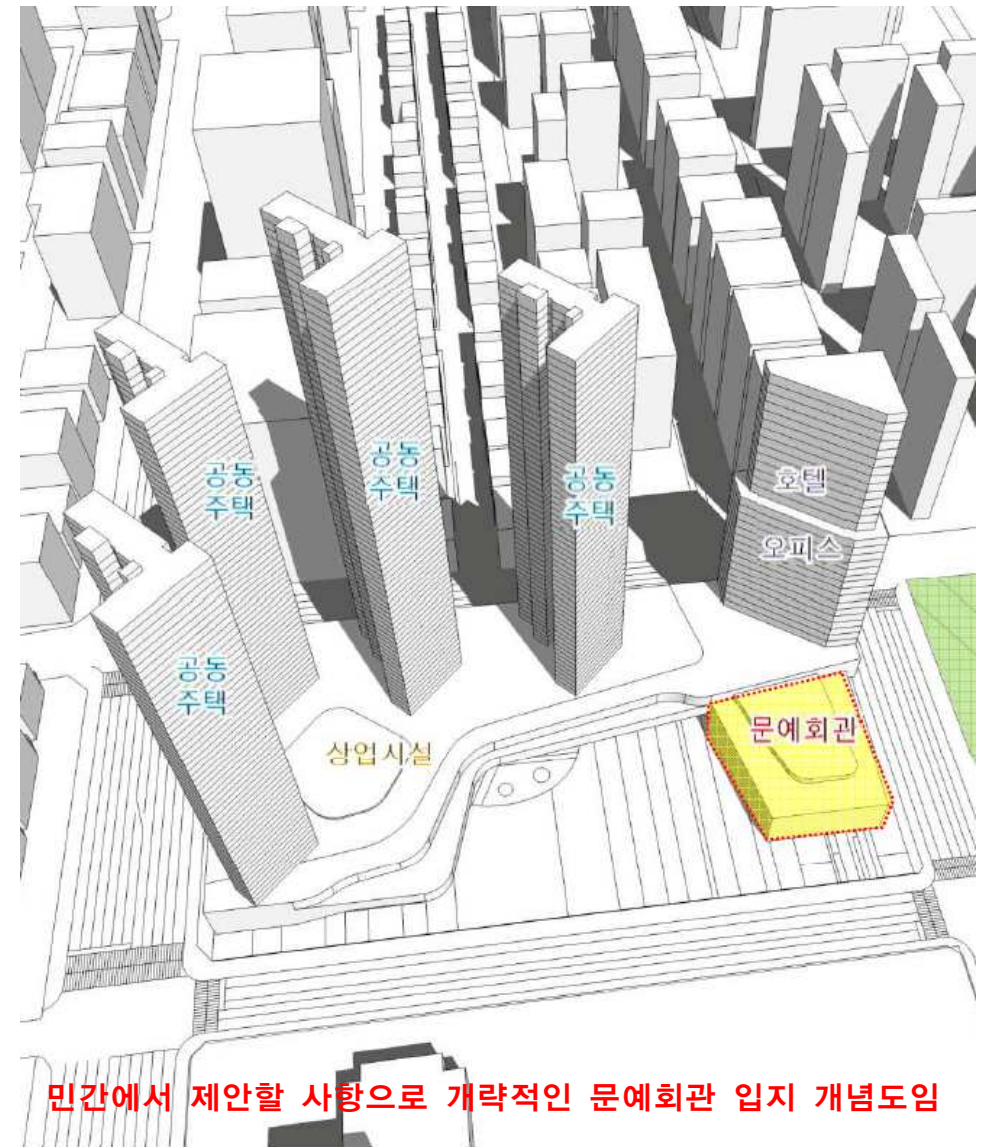 공동
주택
공동
주택
공동
주택
호텔
오피스
공동
주택
문예회관
상업시설
민간에서 제안할 사항으로 개략적인 문예회관 입지 개념도임